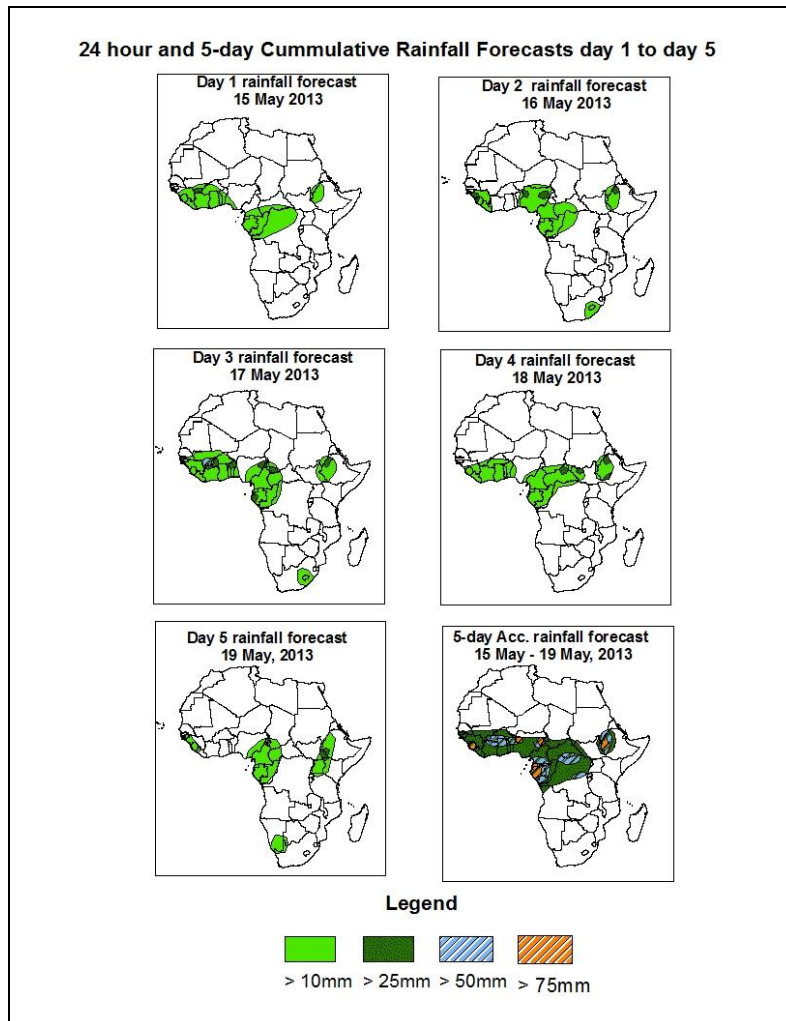 24 hour and 5-day Cummulative Rainfall Forecasts day 1 to day 5
Day 1 rainfall forecast
15 May 2013
Day 2 rainfall forecast
16 May 2013
Day 3 rainfall forecast
17 May 2013
Day 4 rainfall forecast
18 May 2013
Day 5 rainfall forecast
19 May, 2013
5-day Acc. rainfall forecast
15 May - 19 May, 2013
Legend
> 10mm
> 25mm
> 50mm
> 75mm